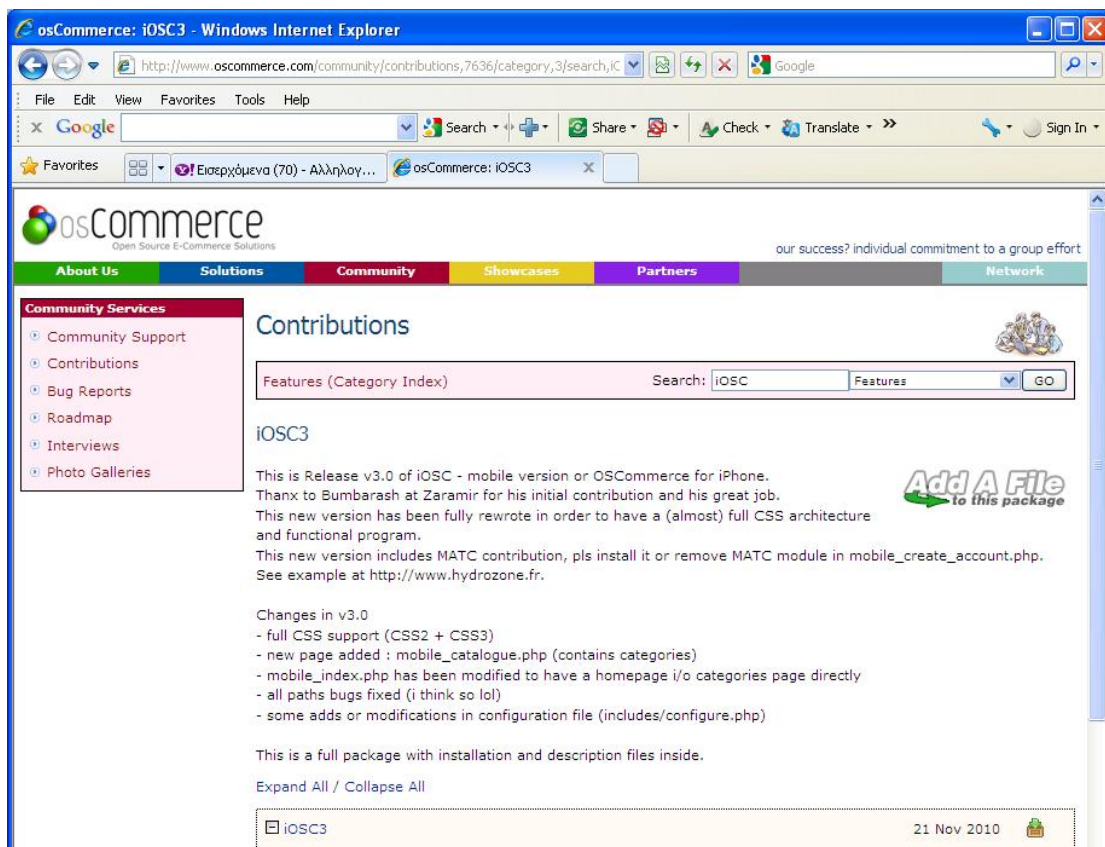 osCommerce: iOSC3 - Windows Internet Explorer
http://www.oscommerce.com/community/contributions,7636/category,3/search,iC
Google
File Edit View Favorites Tools Help
x Google Search Share Check Translate >> Sign In
Favorites Εισερχόμενα (70) - Αλληλογ... osCommerce: iOSC3 X
osCommerce
Open Source E-Commerce Solutions
our success? individual commitment to a group effort
About Us Solutions Community Showcases Partners Network
Community Services
Community Support
Contributions
Bug Reports
Roadmap
Interviews
Photo Galleries
Contributions
Features (Category Index) Search: iOSC Features GO
iOSC3
This is Release v3.0 of iOSC - mobile version or OSCommerce for iPhone.
Thanx to Bumbarash at Zaramir for his initial contribution and his great job.
This new version has been fully rewrote in order to have a (almost) full CSS architecture
and functional program.
This new version includes MATC contribution, pls install it or remove MATC module in mobile_create_account.php.
See example at http://www.hydrozone.fr.
Add A File
to this package
Changes in v3.0
- full CSS support (CSS2 + CSS3)
- new page added : mobile_catalogue.php (contains categories)
- mobile_index.php has been modified to have a homepage i/o categories page directly
- all paths bugs fixed (i think so lol)
- some adds or modifications in configuration file (includes/configure.php)
This is a full package with installation and description files inside.
Expand All / Collapse All
iOSC3 21 Nov 2010